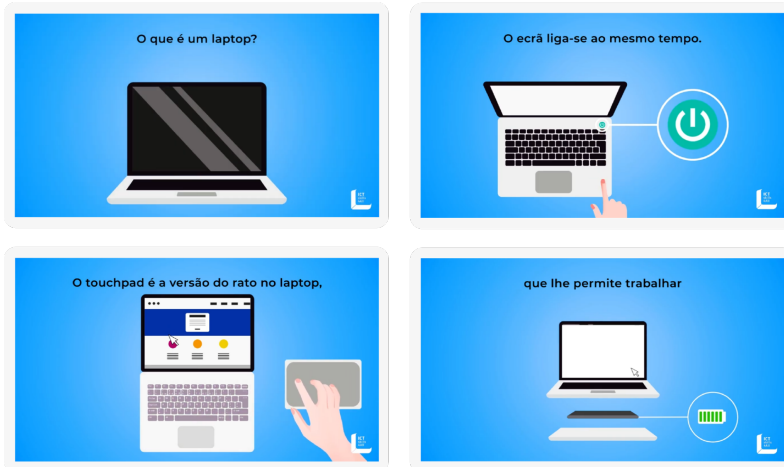 O que é um laptop?
O ecrã liga-se ao mesmo tempo.
O touchpad é a versão do rato no laptop,
que lhe permite trabalhar